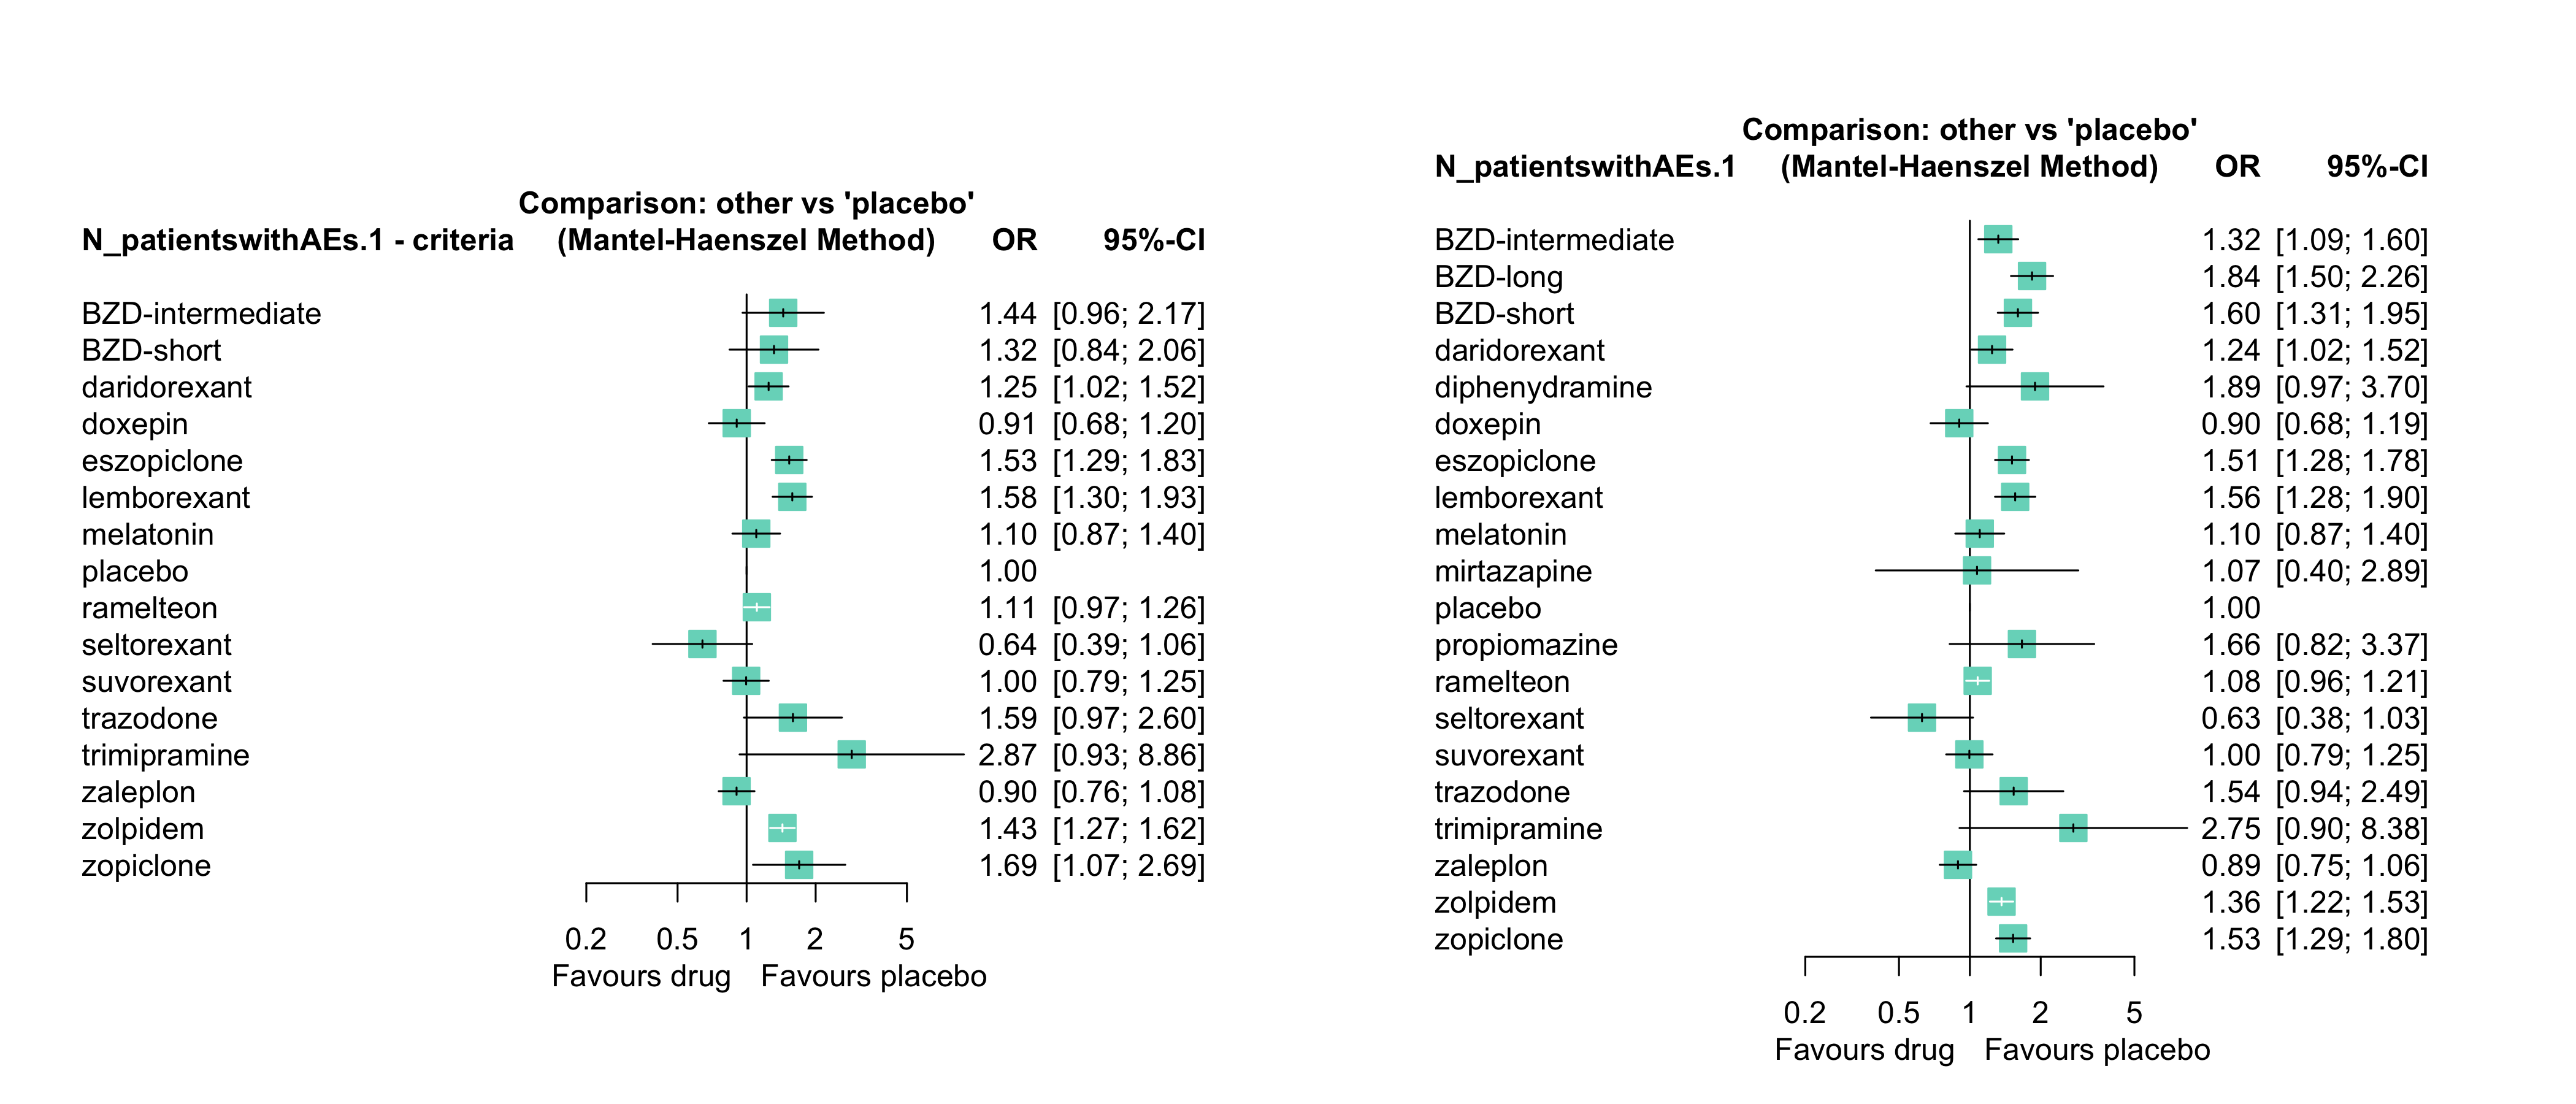 Comparison: other vs 'placebo'
N_patientswithAEs.1 - criteria (Mantel-Haenszel Method) OR 95%-CI
BZD-intermediate 1.44 [0.96; 2.17]
BZD-short 1.32 [0.84; 2.06]
daridorexant 1.25 [1.02; 1.52]
doxepin 0.91 [0.68; 1.20]
eszopiclone 1.53 [1.29; 1.83]
lemborexant 1.58 [1.30; 1.93]
melatonin 1.10 [0.87; 1.40]
placebo 1.00
ramelteon 1.11 [0.97; 1.26]
seltorexant 0.64 [0.39; 1.06]
suvorexant 1.00 [0.79; 1.25]
trazodone 1.59 [0.97; 2.60]
trimipramine 2.87 [0.93; 8.86]
zaleplon 0.90 [0.76; 1.08]
zolpidem 1.43 [1.27; 1.62]
zopiclone 1.69 [1.07; 2.69]
0.2 0.5 1 2 5
Favours drug Favours placebo
Comparison: other vs 'placebo'
N_patientswithAEs.1 (Mantel-Haenszel Method) OR 95%-CI
BZD-intermediate 1.32 [1.09; 1.60]
BZD-long 1.84 [1.50; 2.26]
BZD-short 1.60 [1.31; 1.95]
daridorexant 1.24 [1.02; 1.52]
diphenydramine 1.89 [0.97; 3.70]
doxepin 0.90 [0.68; 1.19]
eszopiclone 1.51 [1.28; 1.78]
lemborexant 1.56 [1.28; 1.90]
melatonin 1.10 [0.87; 1.40]
mirtazapine 1.07 [0.40; 2.89]
placebo 1.00
propiomazine 1.66 [0.82; 3.37]
ramelteon 1.08 [0.96; 1.21]
seltorexant 0.63 [0.38; 1.03]
suvorexant 1.00 [0.79; 1.25]
trazodone 1.54 [0.94; 2.49]
trimipramine 2.75 [0.90; 8.38]
zaleplon 0.89 [0.75; 1.06]
zolpidem 1.36 [1.22; 1.53]
zopiclone 1.53 [1.29; 1.80]
0.2 0.5 1 2 5
Favours drug Favours placebo